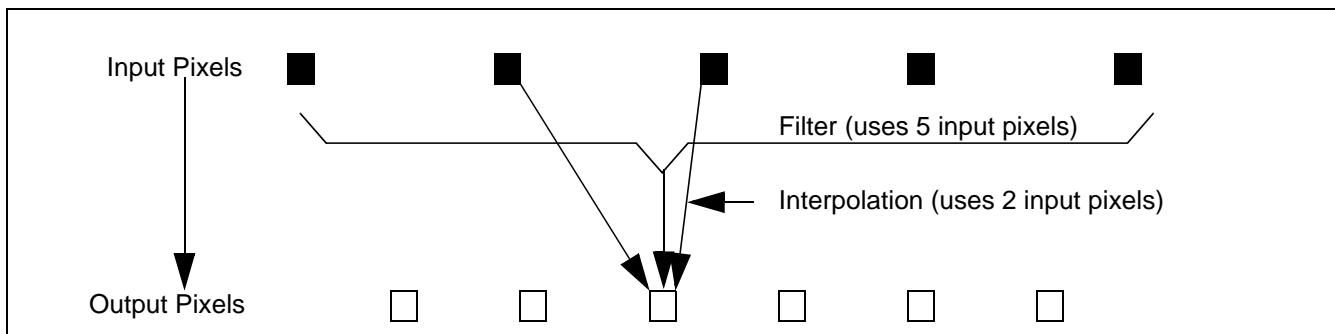 Input Pixels
Filter (uses 5 input pixels)
Interpolation (uses 2 input pixels)
Output Pixels